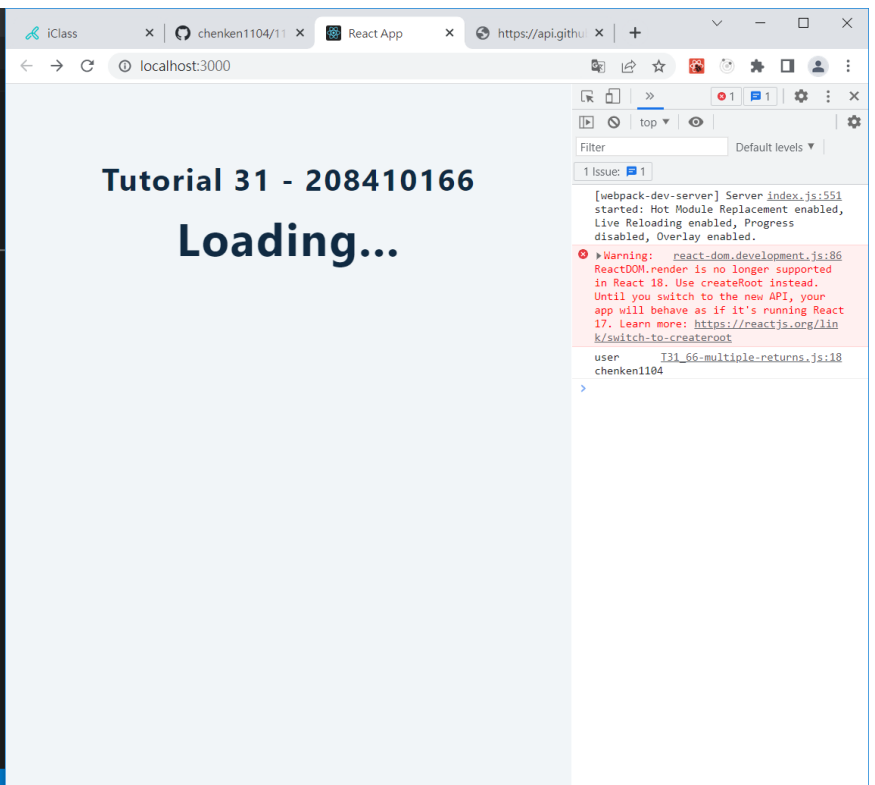 iClass
chenken1104/11
React App
https://api.githu
localhost:3000
1
1
top
Filter
Default levels
1 Issue: 1
Tutorial 31 - 208410166
Loading...
[webpack-dev-server] Server index.js:551
started: Hot Module Replacement enabled,
Live Reloading enabled, Progress
disabled, Overlay enabled.
Warning: react-dom.development.js:86
ReactDOM.render is no longer supported
in React 18. Use createRoot instead.
Until you switch to the new API, your
app will behave as if it's running React
17. Learn more: https://reactjs.org/lin
k/switch-to-createroot
user T31_66-multiple-returns.js:18
chenken1104